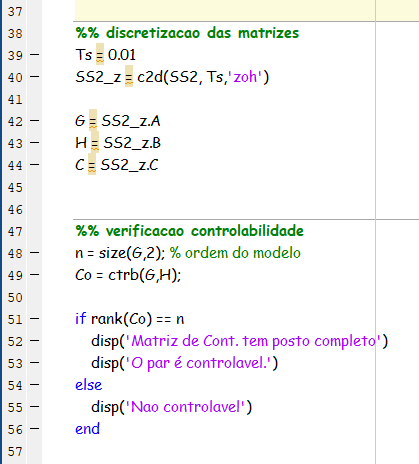 37
38 %% discretizacao das matrizes
39 – Ts = 0.01
40 – SS2_z = c2d(SS2, Ts,'zoh')
41
42 – G = SS2_z.A
43 – H = SS2_z.B
44 – C = SS2_z.C
45
46
47 %% verificacao controlabilidade
48 – n = size(G,2); % ordem do modelo
49 – Co = ctrb(G,H);
50
51 – if rank(Co) == n
52 – disp('Matriz de Cont. tem posto completo')
53 – disp('O par é controlavel.')
54 – else
55 – disp('Nao controlavel')
56 – end
57